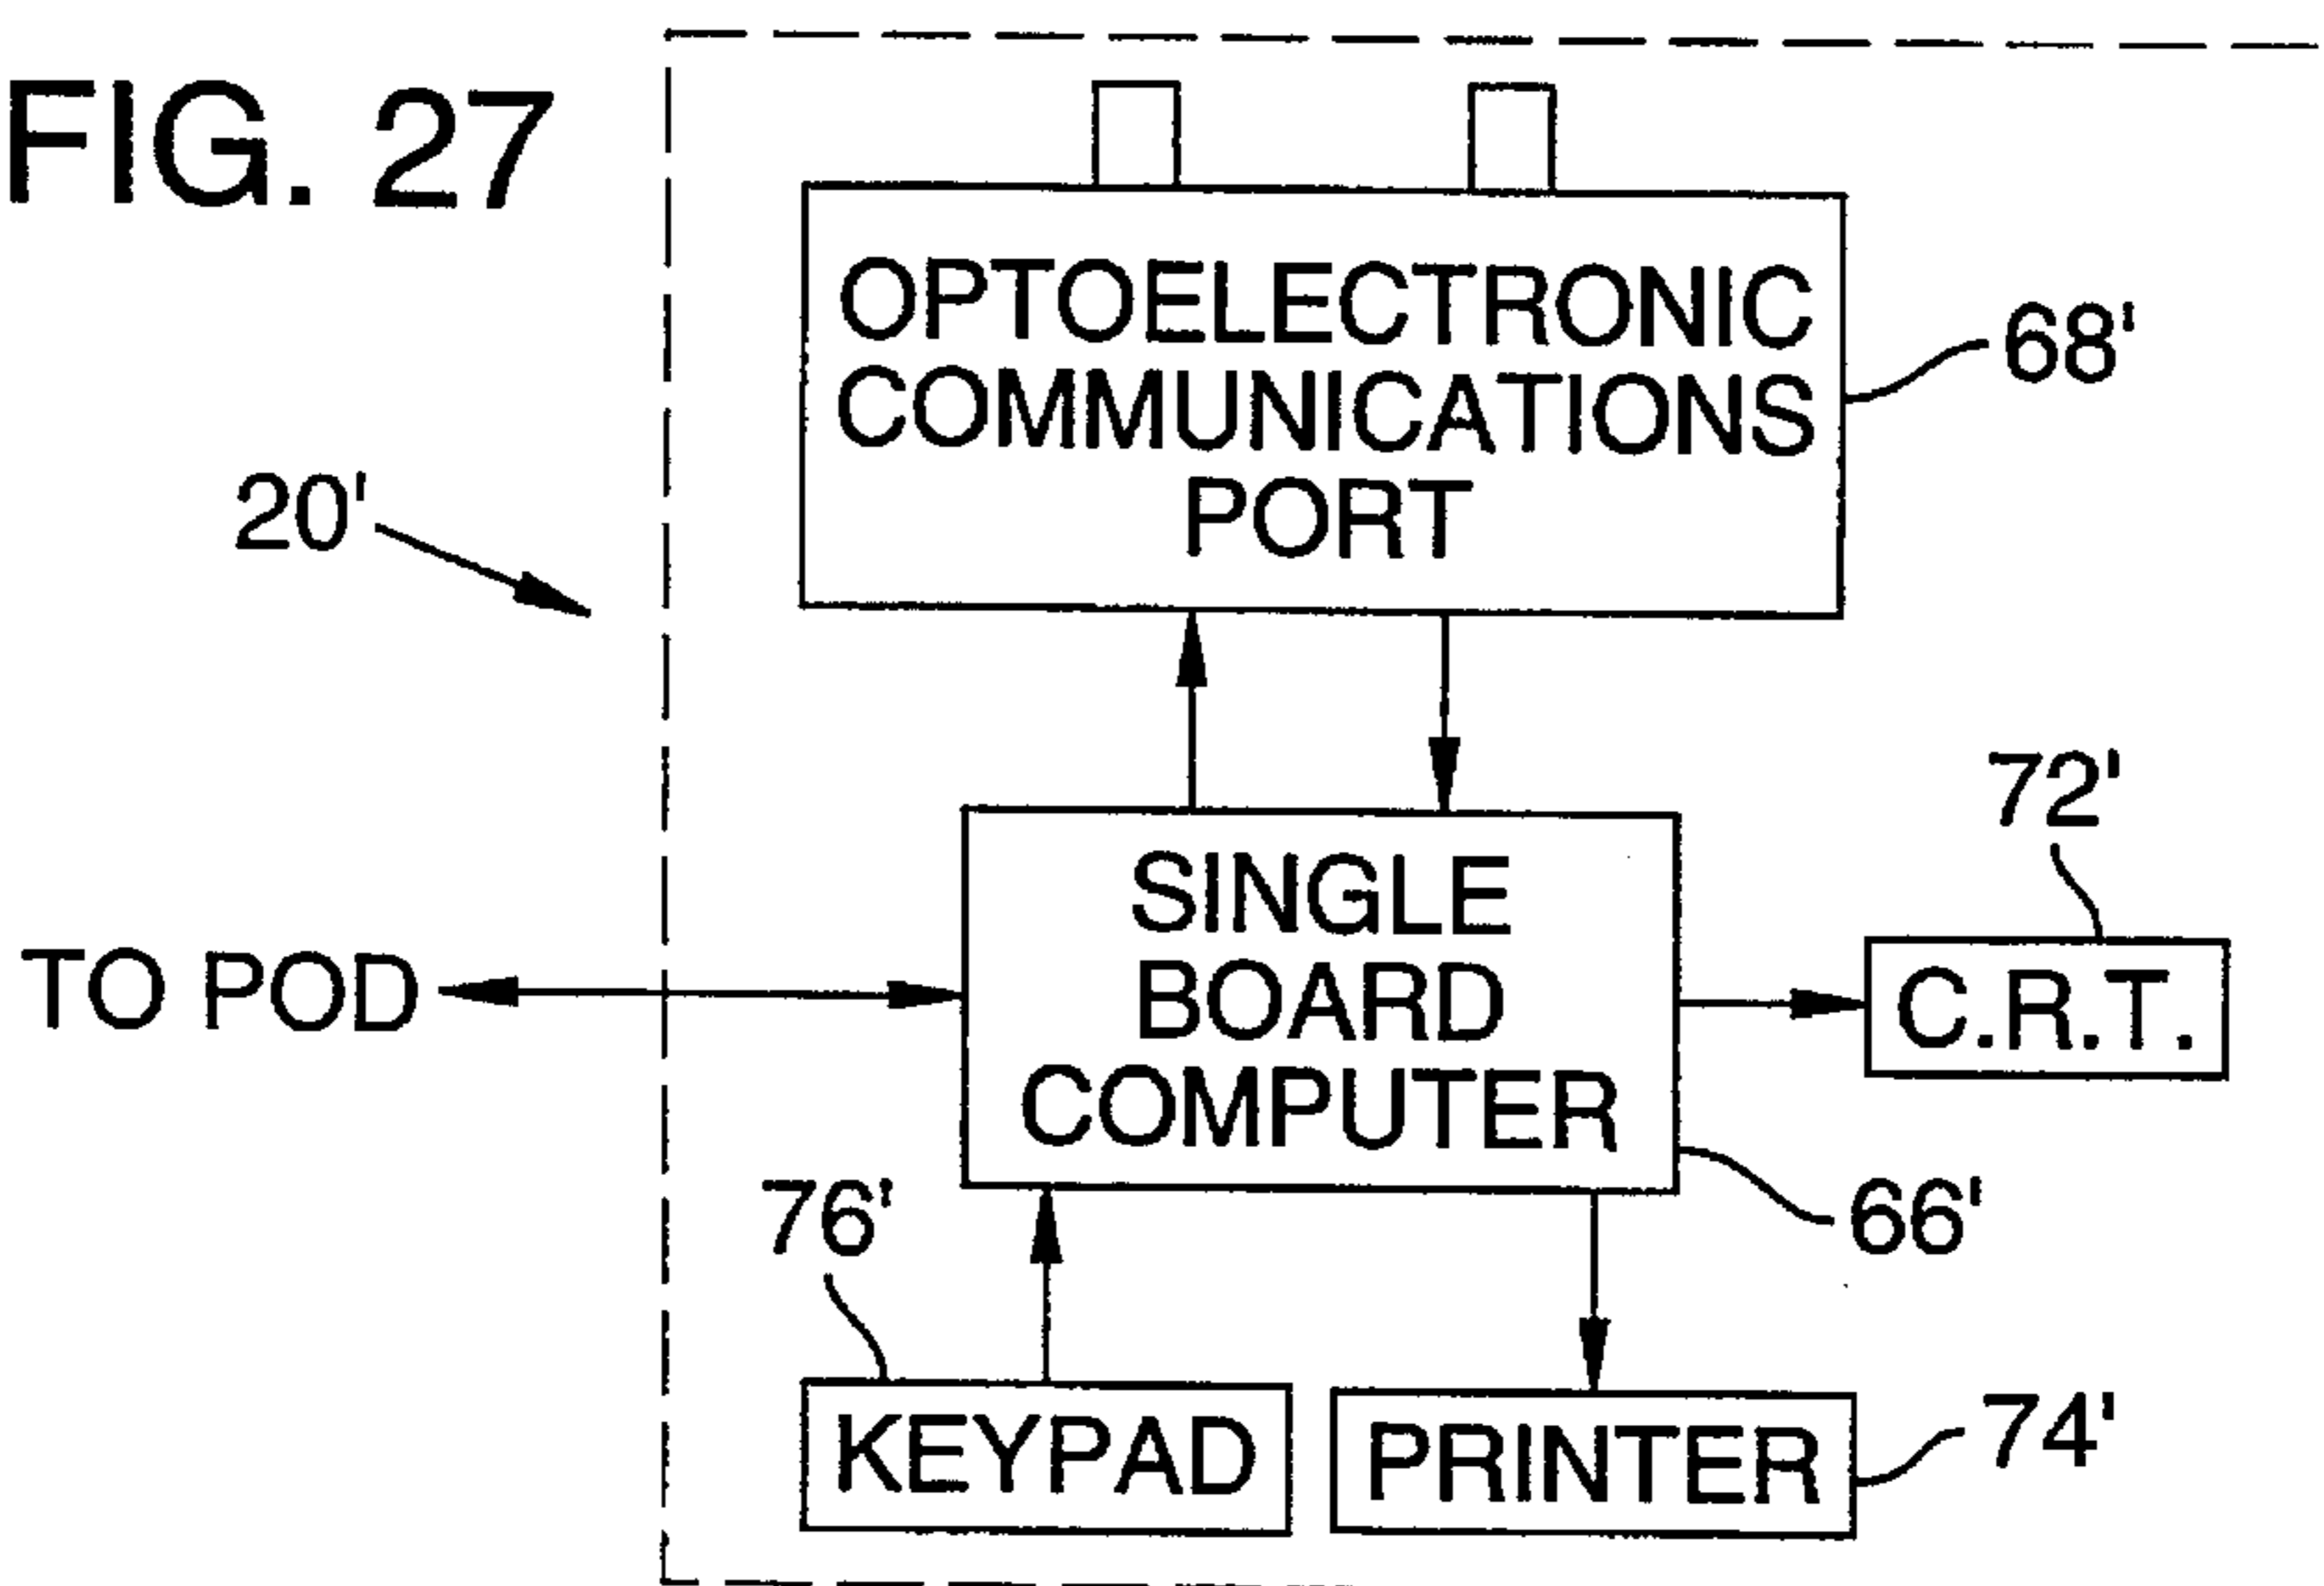 FIG. 27
OPTOELECTRONIC
COMMUNICATIONS
PORT
68'
20'
72'
SINGLE
BOARD
COMPUTER
TO POD
C.R.T.
76'
66'
KEYPAD
PRINTER
74'